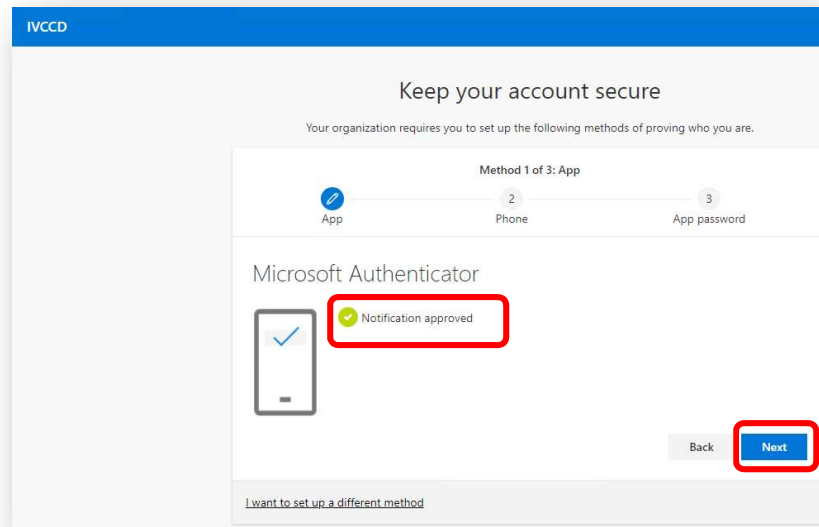 IVCCD
Keep your account secure
Your organization requires you to set up the following methods of proving who you are.
Method 1 of 3: App
2
3
App
Phone
App password
Microsoft Authenticator
Notification approved
Back
Next
I want to set up a different method